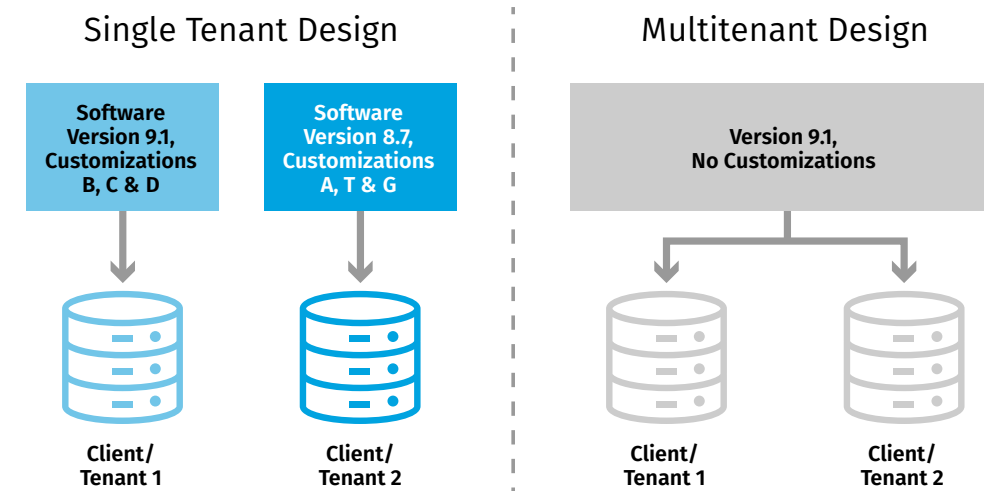 Single Tenant Design
Software
Version 9.1,
Customizations
B, C & D
Software
Version 8.7,
Customizations
A, T & G
Client/
Tenant 1
Client/
Tenant 2
Multitenant Design
Version 9.1,
No Customizations
Client/
Tenant 1
Client/
Tenant 2